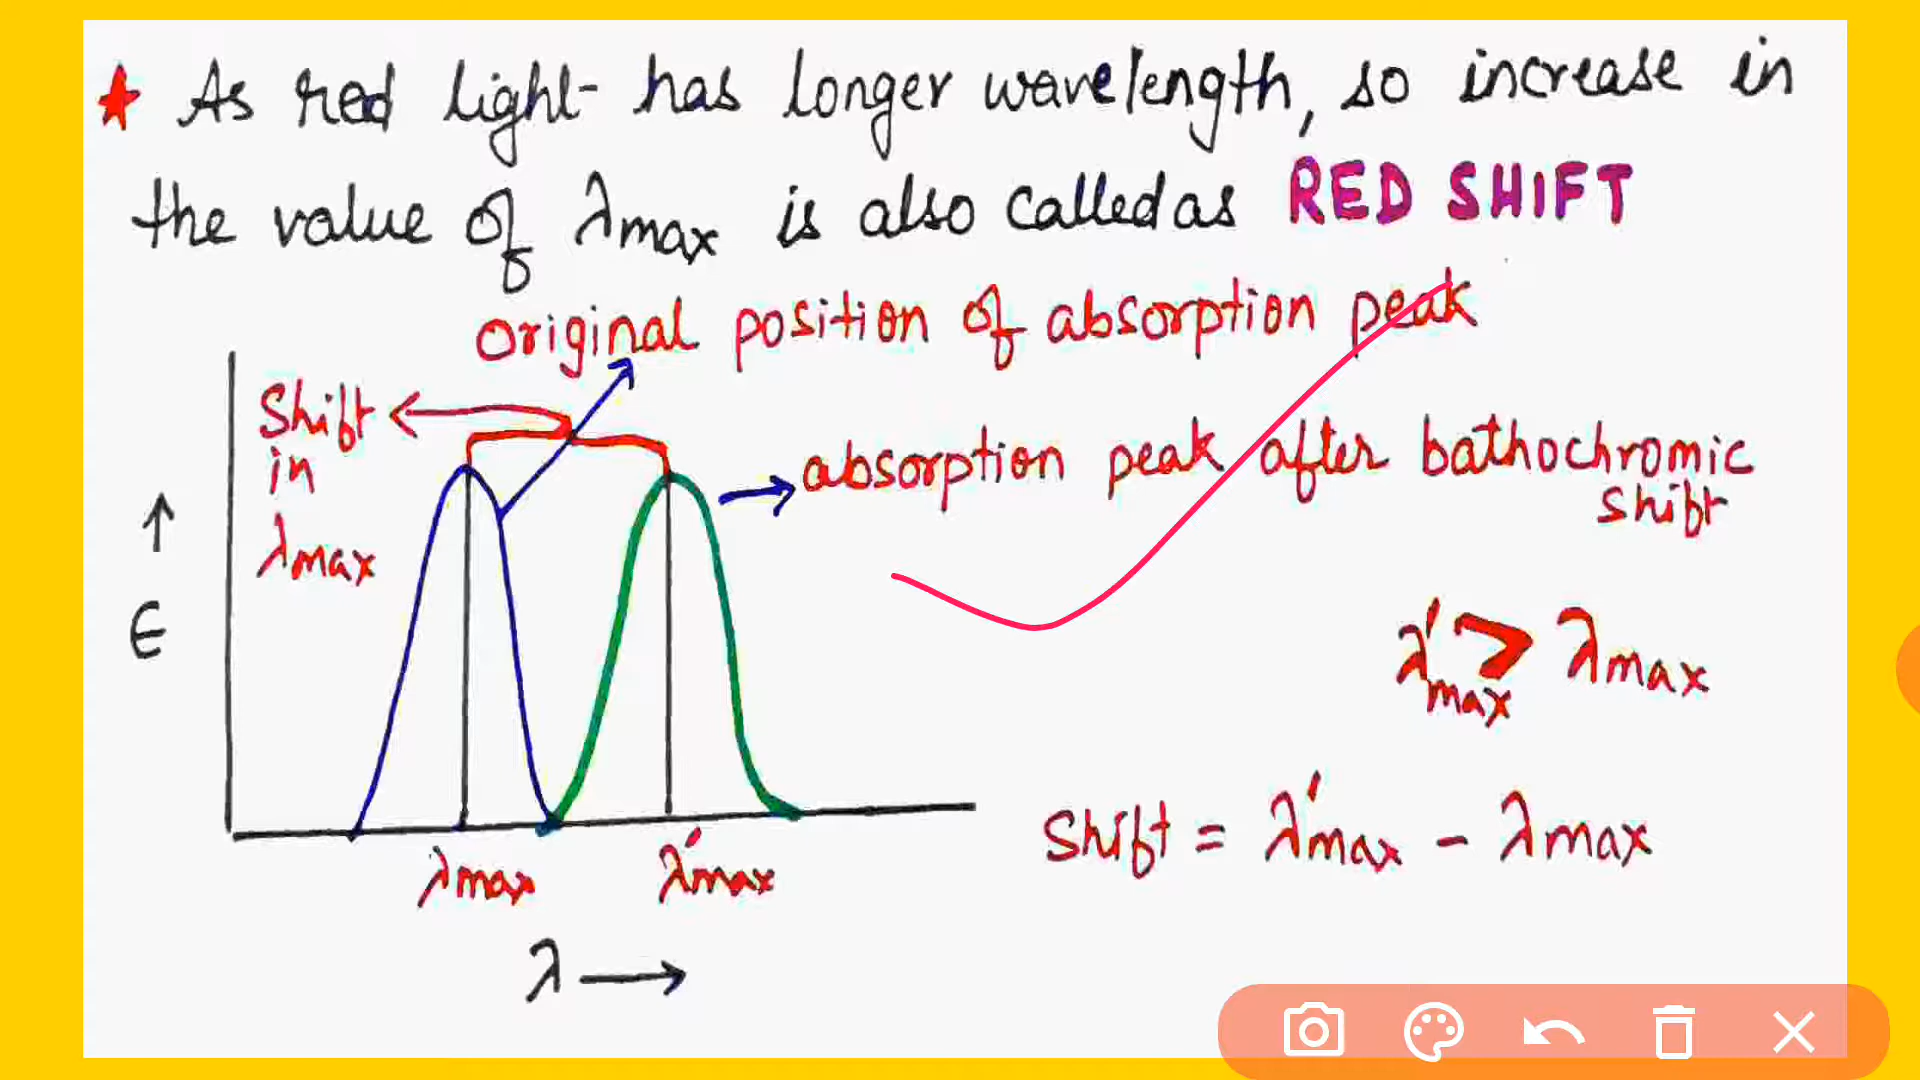 As red light has longer wavelength, so increase in
the value of λmax is also called as RED SHIFT
original position of absorption peak
Shift
in
λmax
absorption peak after bathochromic
shift
↑
ε
λ'max > λmax
Shift = λ'max - λmax
λmax λ'max
λ →